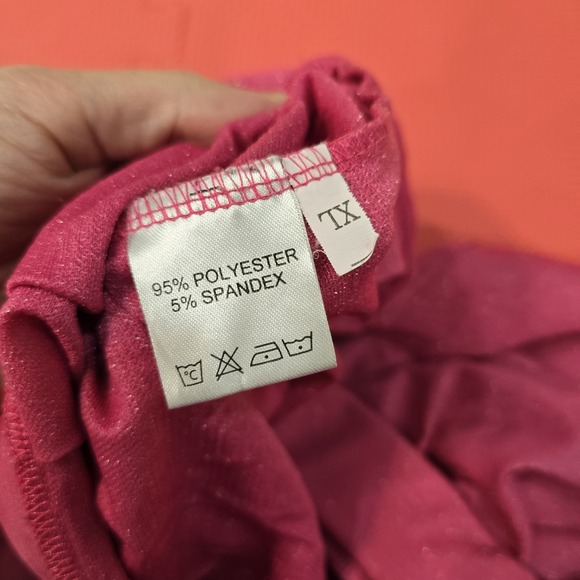 95% POLYESTER
5% SPANDEX
°C
XL